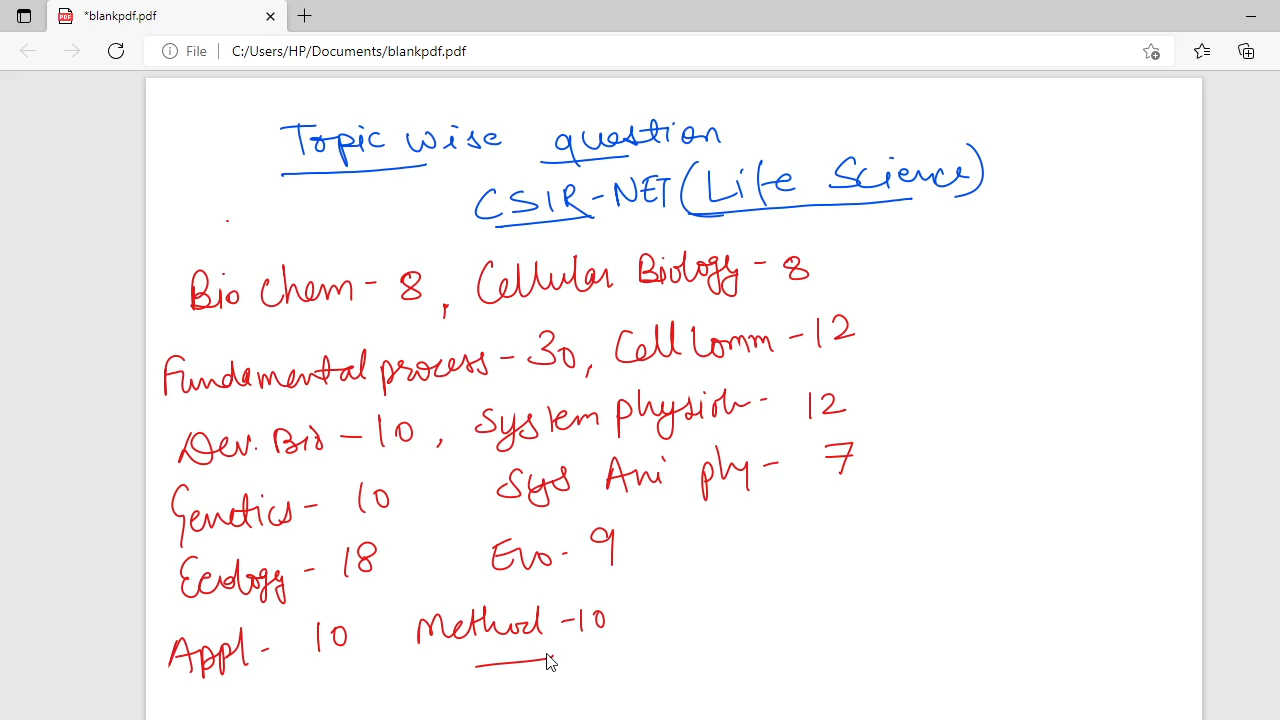 *blankpdf.pdf
File C:/Users/HP/Documents/blankpdf.pdf
Topic wise question
CSIR-NET (Life Science)
Bio Chem - 8, Cellular Biology - 8
Fundamental process - 30, Cell Comm - 12
Dev. Bio - 10, System physioh - 12
Genetics - 10 Sys Ani phy - 7
Ecology - 18 Evo - 9
Appl - 10 Method - 10